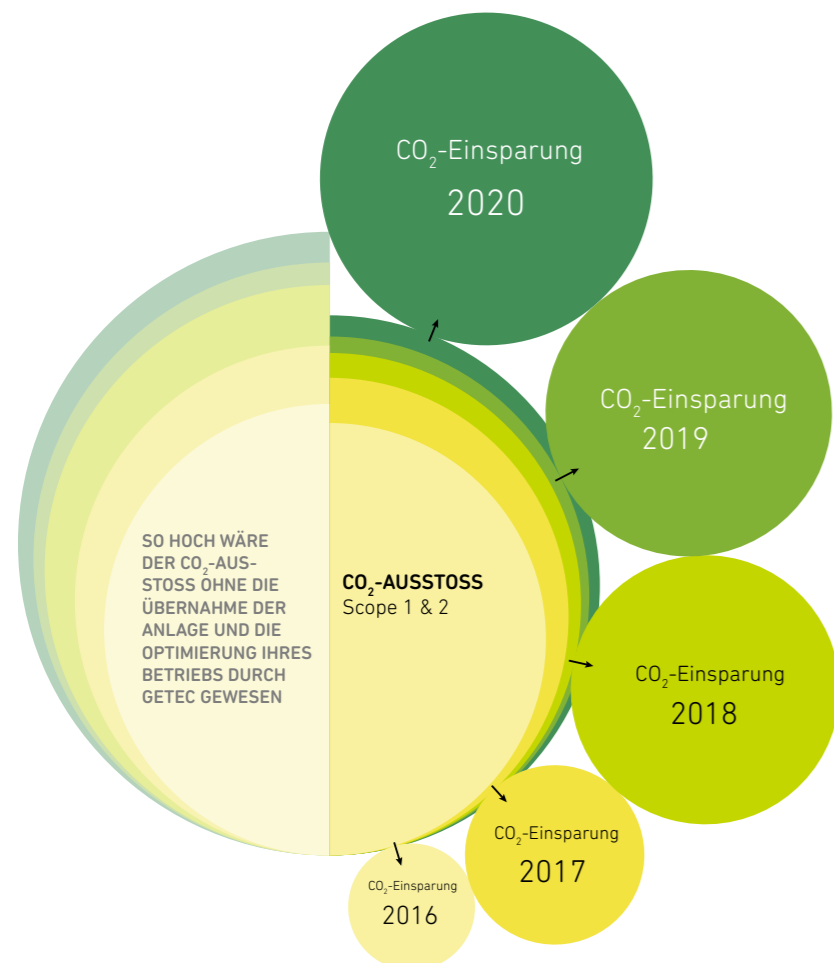 CO₂-Einsparung
2020
CO₂-Einsparung
2019
SO HOCH WÄRE
DER CO₂-AUS-
STOSS OHNE DIE
ÜBERNAHME DER
ANLAGE UND DIE
OPTIMIERUNG IHRES
BETRIEBS DURCH
GETEC GEWESEN
CO₂-AUSSTOSS
Scope 1 & 2
CO₂-Einsparung
2018
CO₂-Einsparung
2017
CO₂-Einsparung
2016